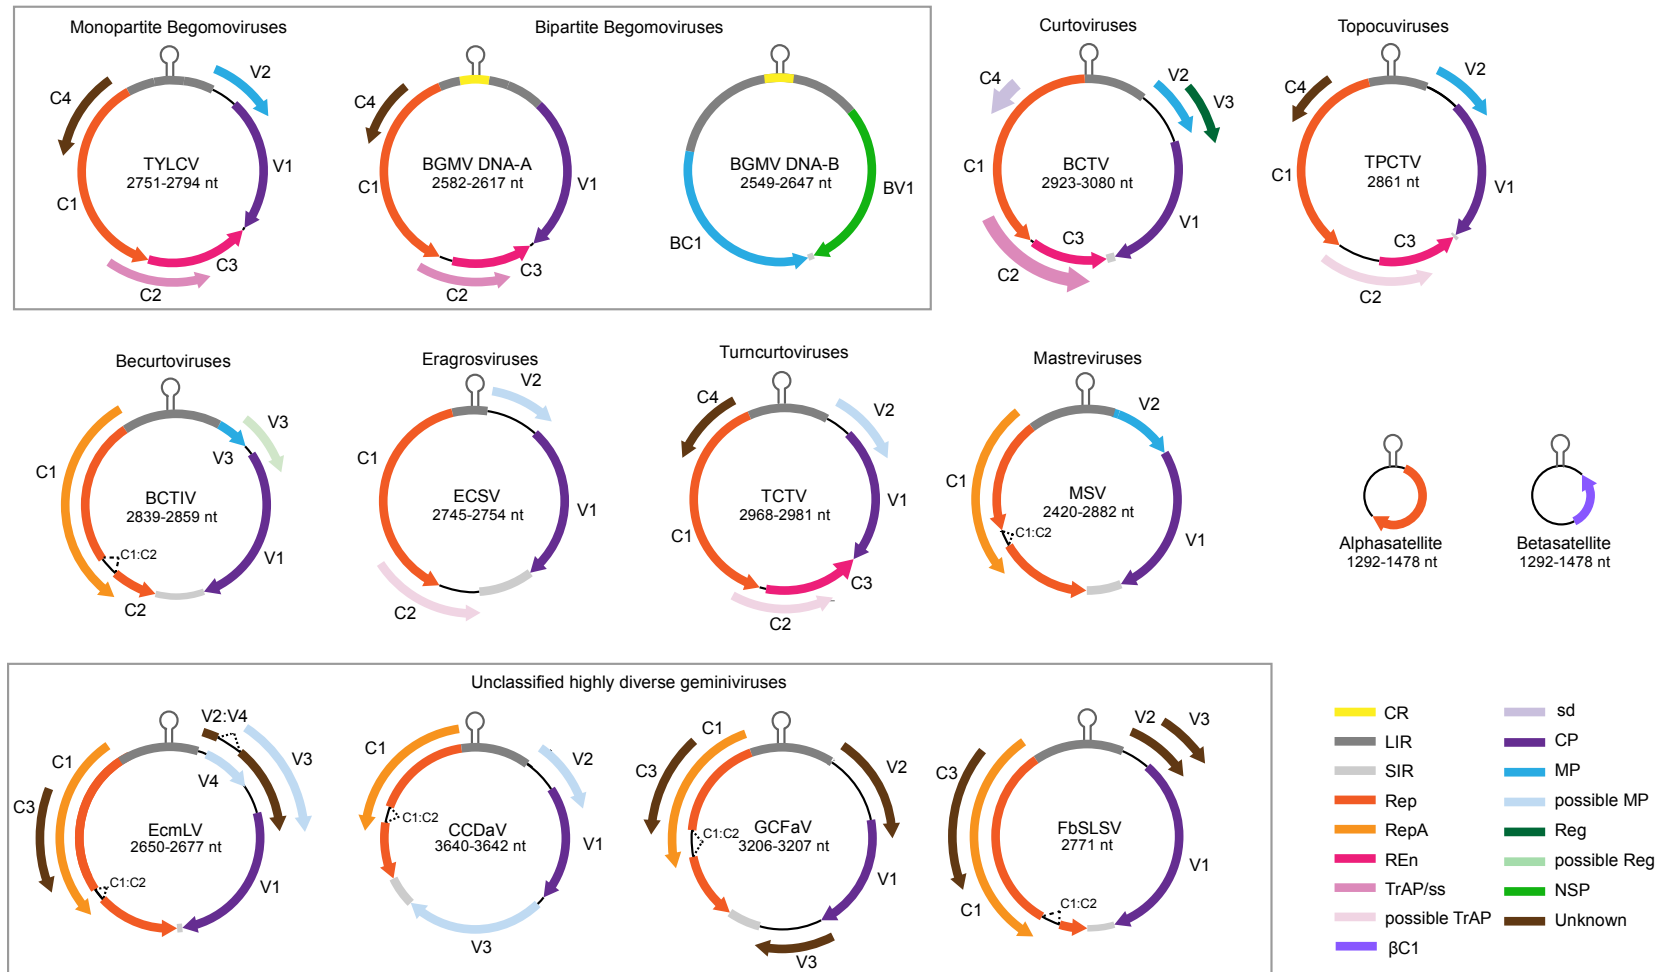 Monopartite Begomoviruses
Bipartite Begomoviruses
Curtoviruses
Topocuviruses
C4
V2
TYLCV
2751-2794 nt
V1
C1
C3
C2
C4
BGMV DNA-A
2582-2617 nt
V1
C1
C3
C2
BGMV DNA-B
2549-2647 nt
BV1
BC1
C4
V2
V3
BCTV
2923-3080 nt
C1
V1
C3
C2
V2
C4
TPCTV
2861 nt
C1
V1
C3
C2
Becurtoviruses
Eragrosviruses
Turncurtoviruses
Mastreviruses
V3
V3
C1
BCTIV
2839-2859 nt
C1:C2
V1
C2
V2
C1
ECSV
2745-2754 nt
V1
C2
C4
V2
TCTV
2968-2981 nt
V1
C1
C3
C2
V2
C1
MSV
2420-2882 nt
C1:C2
V1
Alphasatellite
1292-1478 nt
Betasatellite
1292-1478 nt
Unclassified highly diverse geminiviruses
V2:V4
C1
V3
V4
C3
EcmLV
2650-2677 nt
C1:C2
V1
C1
V2
C1:C2
CCDaV
3640-3642 nt
V1
V3
C1
C3
V2
C1:C2
GCFaV
3206-3207 nt
V1
V3
V2
V3
C3
FbSLSV
2771 nt
V1
C1
C1:C2
CR
LIR
SIR
Rep
RepA
REn
TrAP/ss
possible TrAP
βC1
sd
CP
MP
possible MP
Reg
possible Reg
NSP
Unknown